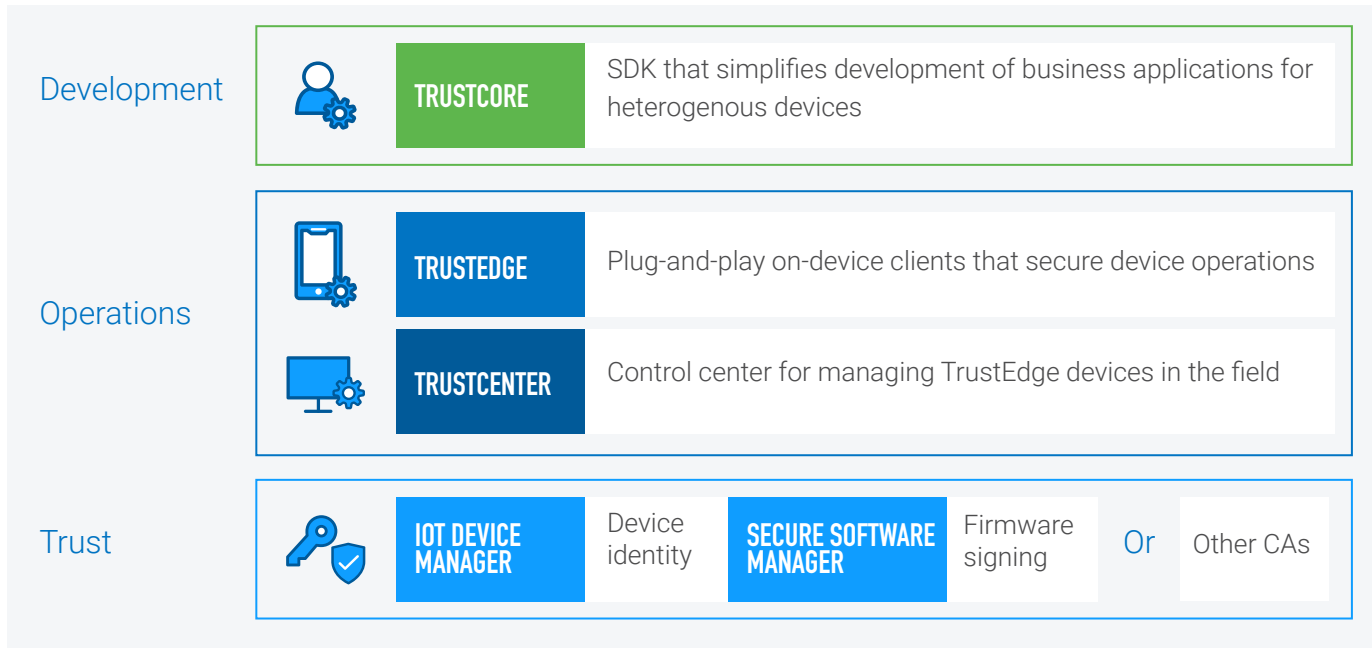 Development
TRUSTCORE
SDK that simplifies development of business applications for
heterogenous devices
Operations
TRUSTEDGE
Plug-and-play on-device clients that secure device operations
TRUSTCENTER
Control center for managing TrustEdge devices in the field
Trust
IOT DEVICE
MANAGER
Device
identity
SECURE SOFTWARE
MANAGER
Firmware
signing
Or
Other CAs